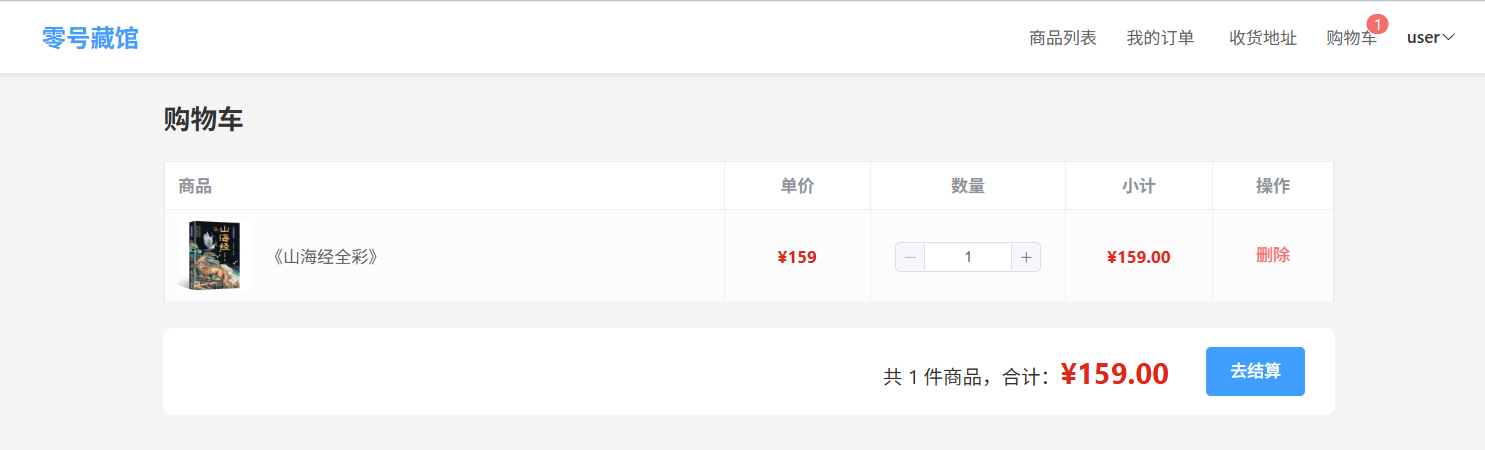 零号藏馆
商品列表 我的订单 收货地址 购物车 1 user
购物车
商品 单价 数量 小计 操作
山海经
《山海经全彩》 ¥159 1 ¥159.00 删除
共 1 件商品，合计：¥159.00 去结算